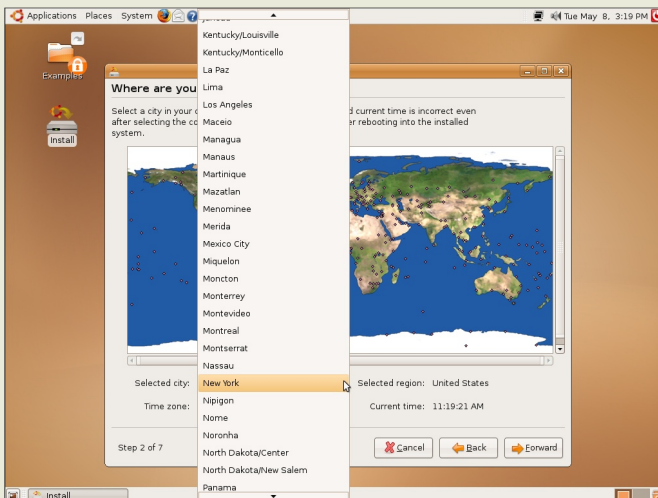 Applications Places System
Tue May 8, 3:19 PM
Examples
Install
Where are you
Select a city in your
d current time is incorrect even
after selecting the co
er rebooting into the installed
system.
Kentucky/Louisville
Kentucky/Monticello
La Paz
Lima
Los Angeles
Maceio
Managua
Manaus
Martinique
Mazatlan
Menominee
Merida
Mexico City
Miquelon
Moncton
Monterrey
Montevideo
Montreal
Montserrat
Nassau
New York
Nipigon
Nome
Noronha
North Dakota/Center
North Dakota/New Salem
Panama
Selected city:
Selected region: United States
Time zone:
Current time: 11:19:21 AM
Step 2 of 7
Cancel
Back
Forward
Install